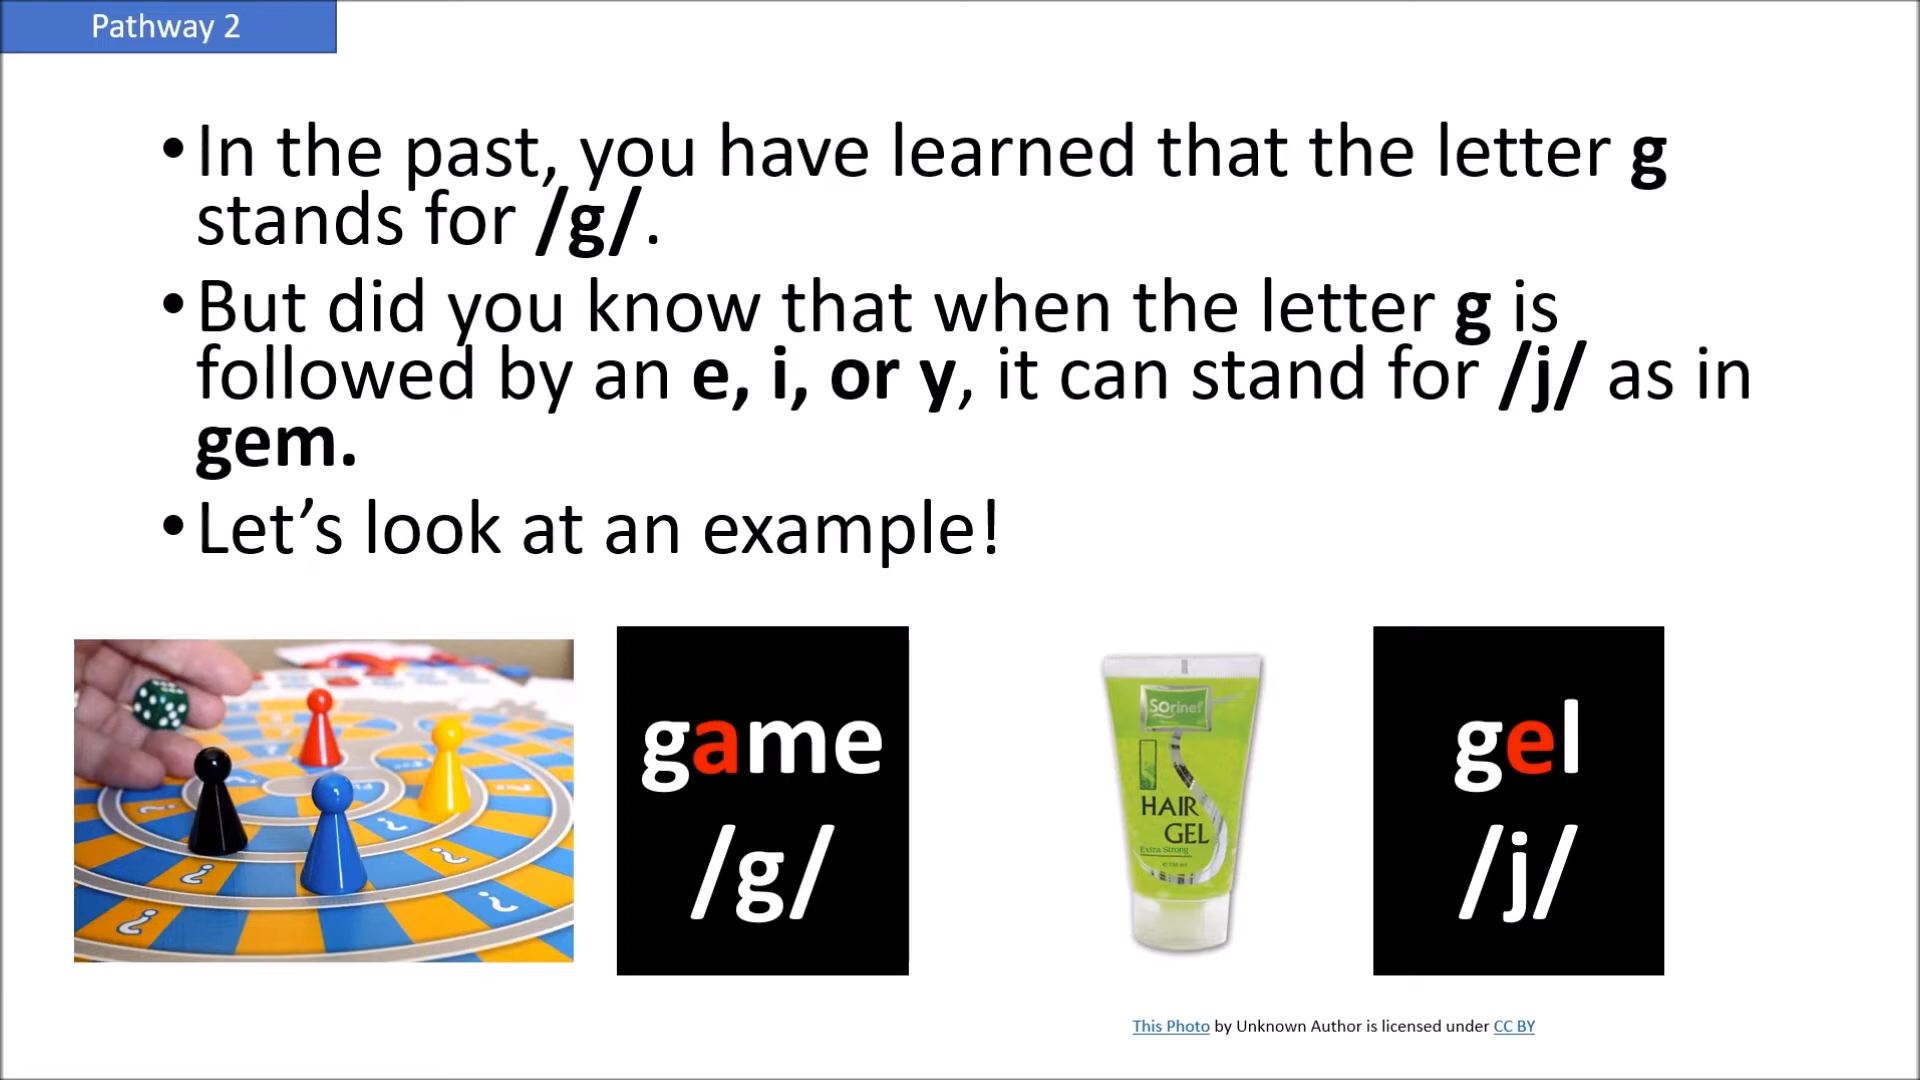 Pathway 2
•In the past, you have learned that the letter g
stands for /g/.
•But did you know that when the letter g is
followed by an e, i, or y, it can stand for /j/ as in
gem.
•Let’s look at an example!
game
/g/
SOrinet
HAIR
GEL
Extra Strong
gel
/j/
This Photo by Unknown Author is licensed under CC BY